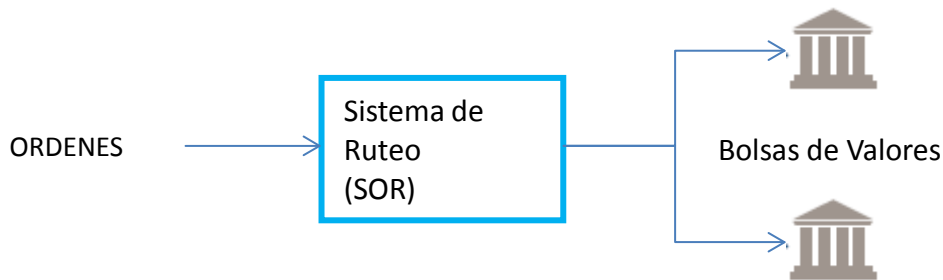 ORDENES
Sistema de
Ruteo
(SOR)
Bolsas de Valores